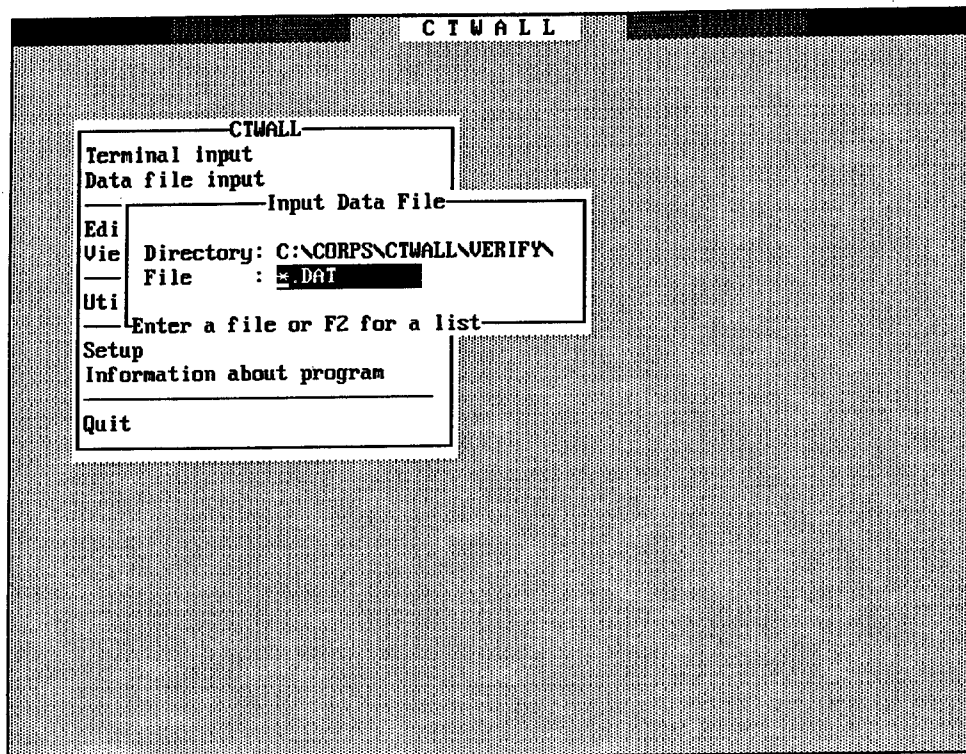 C T W A L L
CTWALL
Terminal input
Data file input
Input Data File
Edi
Vie
Directory: C:\CORPS\CTWALL\VERIFY\
File : *.DAT
Uti
Enter a file or F2 for a list
Setup
Information about program
Quit